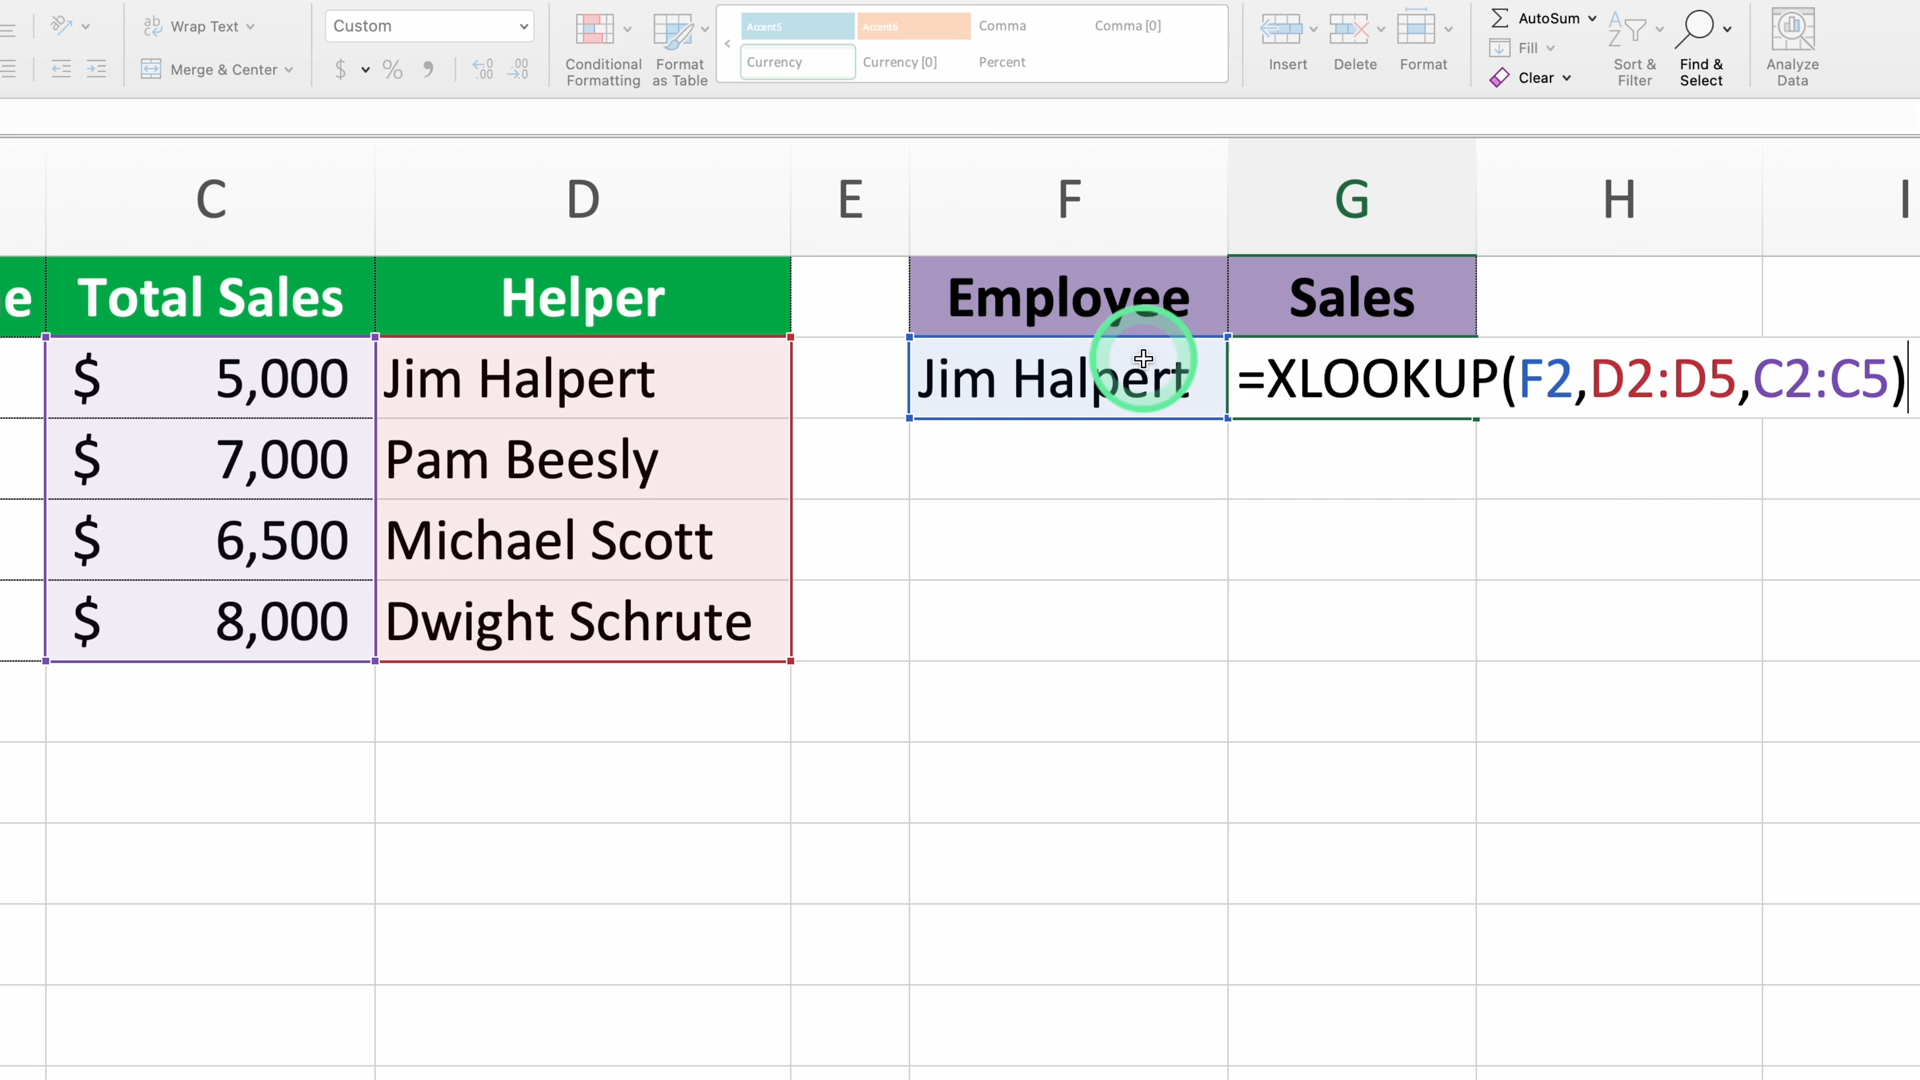 Wrap Text
Merge & Center
Custom
$ % ,
Conditional Formatting
Format as Table
Accent5
Accent6
Comma
Comma [0]
Currency
Currency [0]
Percent
Insert
Delete
Format
AutoSum
Fill
Clear
Sort & Filter
Find & Select
Analyze Data
C D E F G H I
e Total Sales Helper Employee Sales
$ 5,000 Jim Halpert Jim Halpert =XLOOKUP(F2,D2:D5,C2:C5)
$ 7,000 Pam Beesly
$ 6,500 Michael Scott
$ 8,000 Dwight Schrute